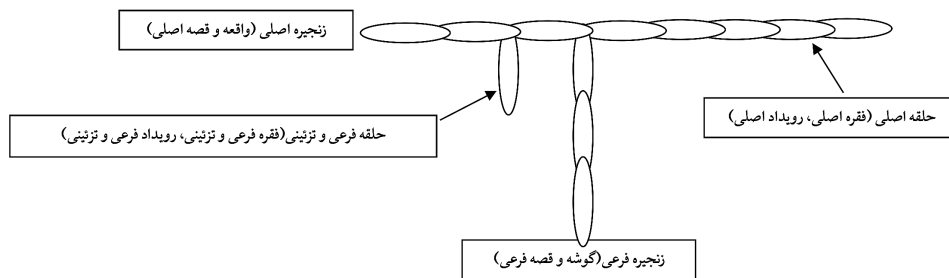 زنجیره اصلی (واقعه و قصه اصلی)
حلقه اصلی (فقره اصلی، رویداد اصلی)
حلقه فرعی و تزئینی(فقره فرعی و تزئینی، رویداد فرعی و تزئینی)
زنجیره فرعی(گوشه و قصه فرعی)